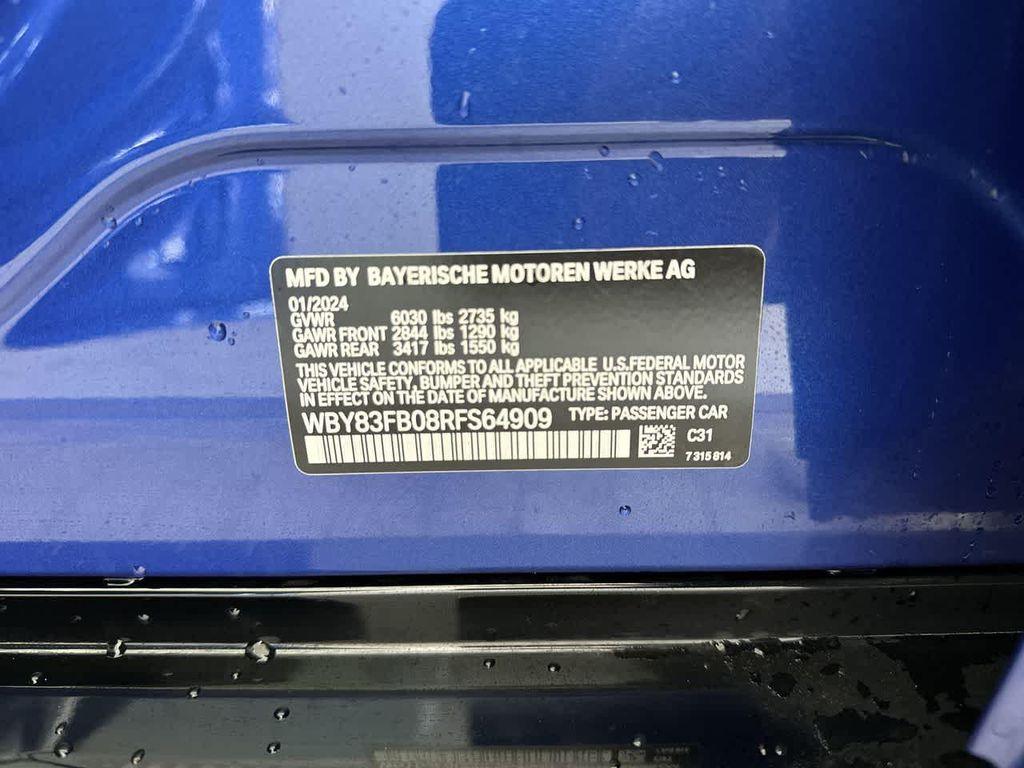 MFD BY BAYERISCHE MOTOREN WERKE AG
01/2024
GVWR 6030 lbs 2735 kg
GAWR FRONT 2844 lbs 1290 kg
GAWR REAR 3417 lbs 1550 kg
THIS VEHICLE CONFORMS TO ALL APPLICABLE U.S.FEDERAL MOTOR
VEHICLE SAFETY, BUMPER AND THEFT PREVENTION STANDARDS
IN EFFECT ON THE DATE OF MANUFACTURE SHOWN ABOVE.
WBY83FB08RFS64909 TYPE: PASSENGER CAR
C31
7 315 814